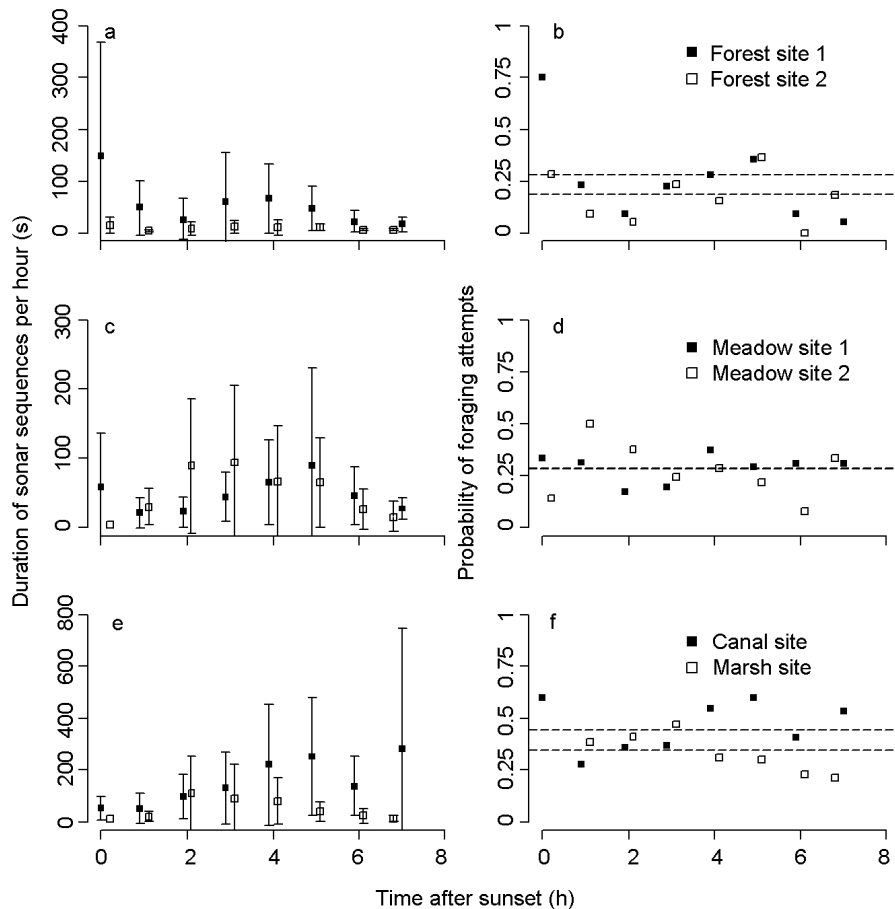 Duration of sonar sequences per hour (s)
Probability of foraging attempts
a
400
300
200
100
0
b
1
0.75
0.5
0.25
0
Forest site 1
Forest site 2
c
300
200
100
0
d
1
0.75
0.5
0.25
0
Meadow site 1
Meadow site 2
e
800
600
400
200
0
0 2 4 6 8
f
1
0.75
0.5
0.25
0
Canal site
Marsh site
0 2 4 6 8
Time after sunset (h)